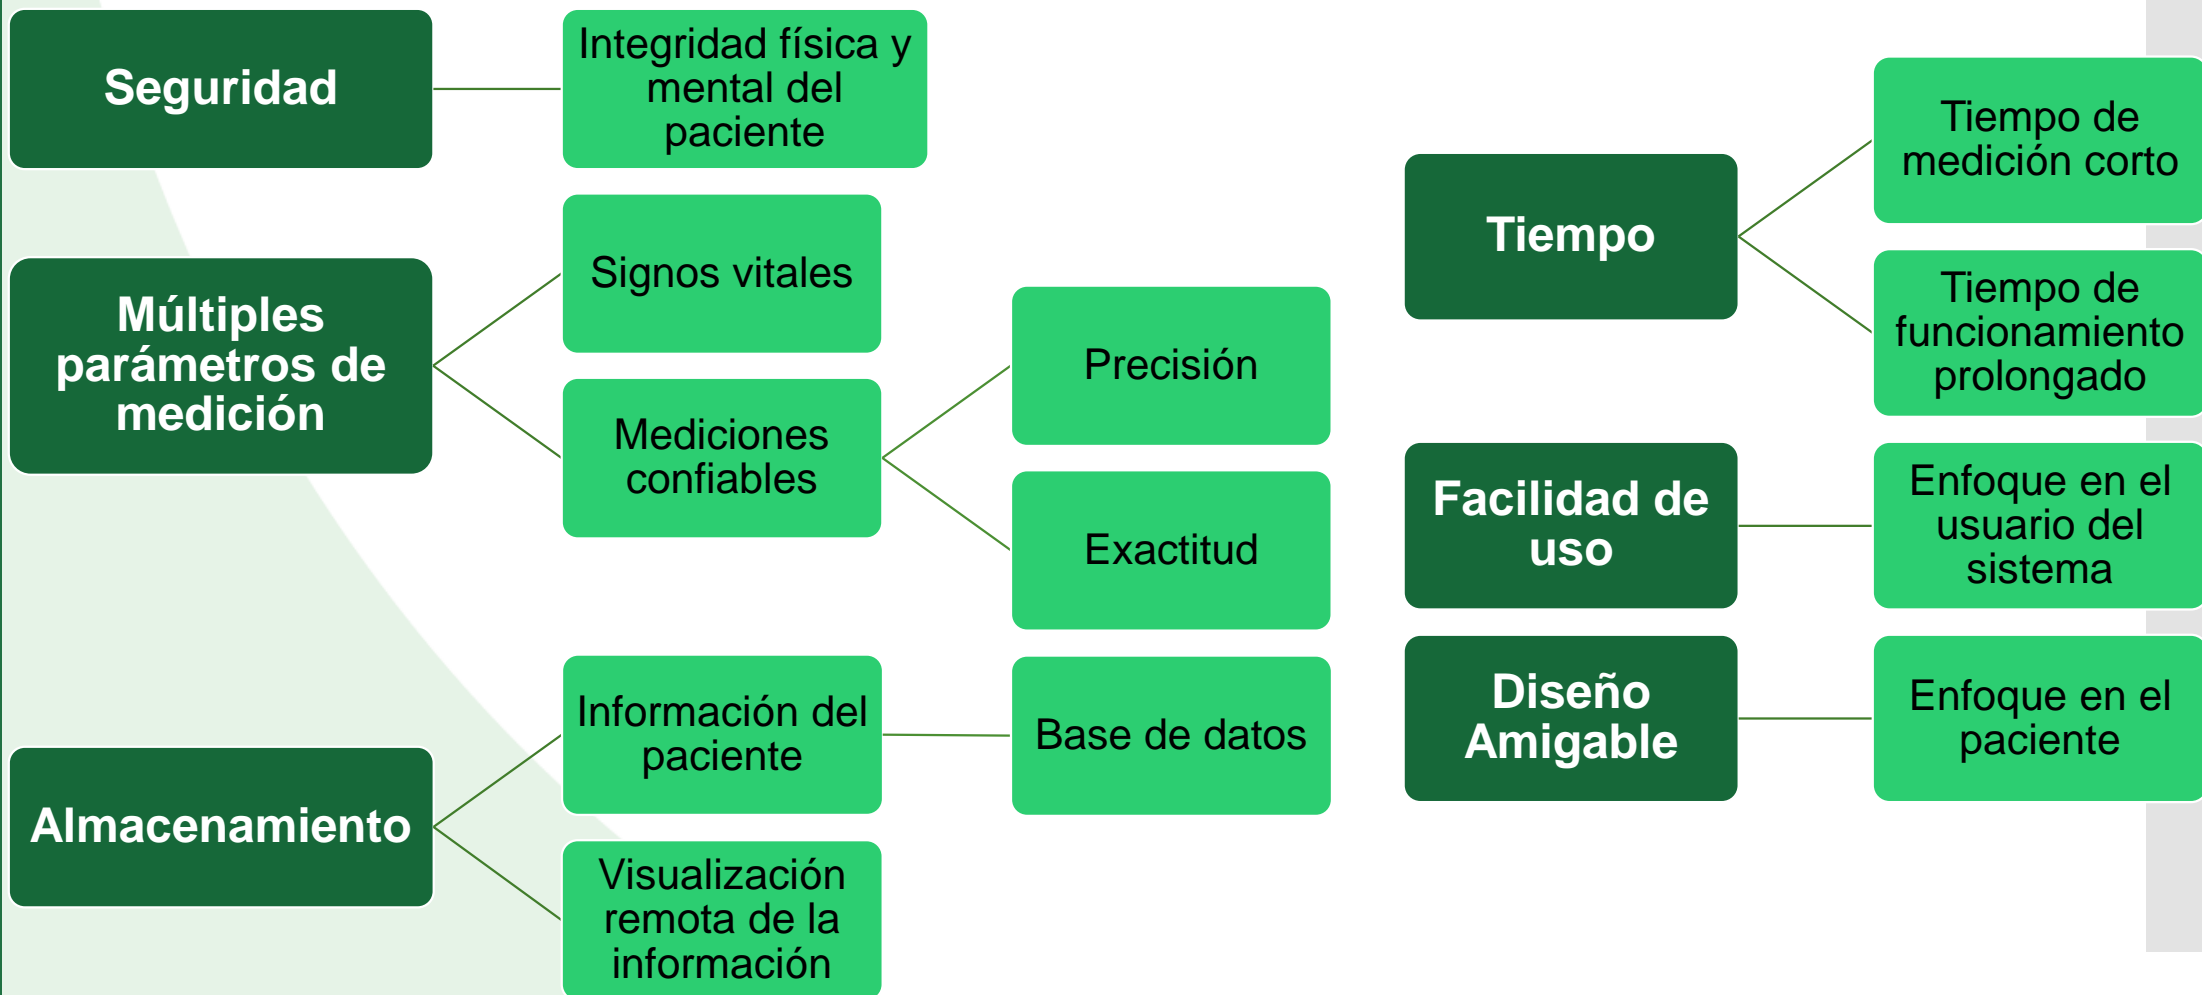 Seguridad
Integridad física y
mental del
paciente
Múltiples
parámetros de
medición
Signos vitales
Mediciones
confiables
Precisión
Exactitud
Almacenamiento
Información del
paciente
Base de datos
Visualización
remota de la
información
Tiempo
Tiempo de
medición corto
Tiempo de
funcionamiento
prolongado
Facilidad de
uso
Enfoque en el
usuario del
sistema
Diseño
Amigable
Enfoque en el
paciente